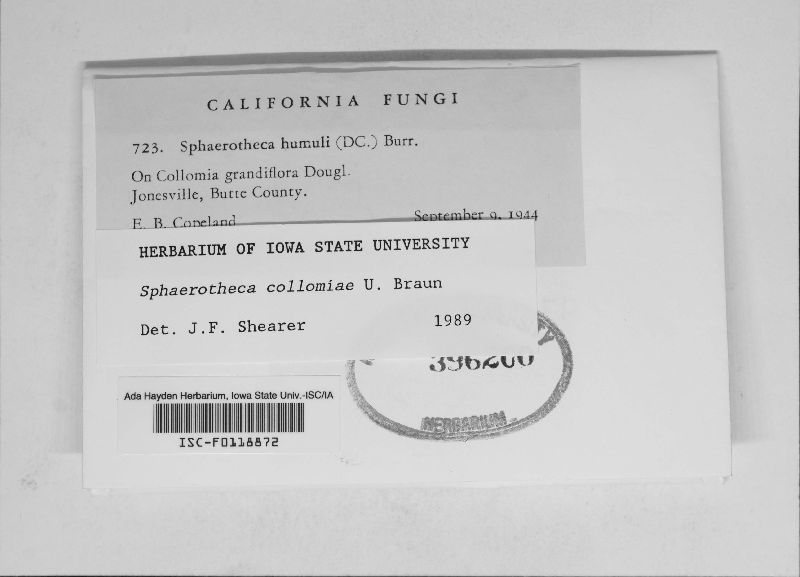 CALIFORNIA FUNGI
723. Sphaerotheca humuli (DC.) Burr.
On Collomia grandiflora Dougl.
Jonesville, Butte County.
E. B. Copeland September 9, 1944
HERBARIUM OF IOWA STATE UNIVERSITY
Sphaerotheca collomiae U. Braun
Det. J.F. Shearer 1989
396200
HERBARIUM
Ada Hayden Herbarium, Iowa State Univ.-ISC/IA
ISC-F0118872